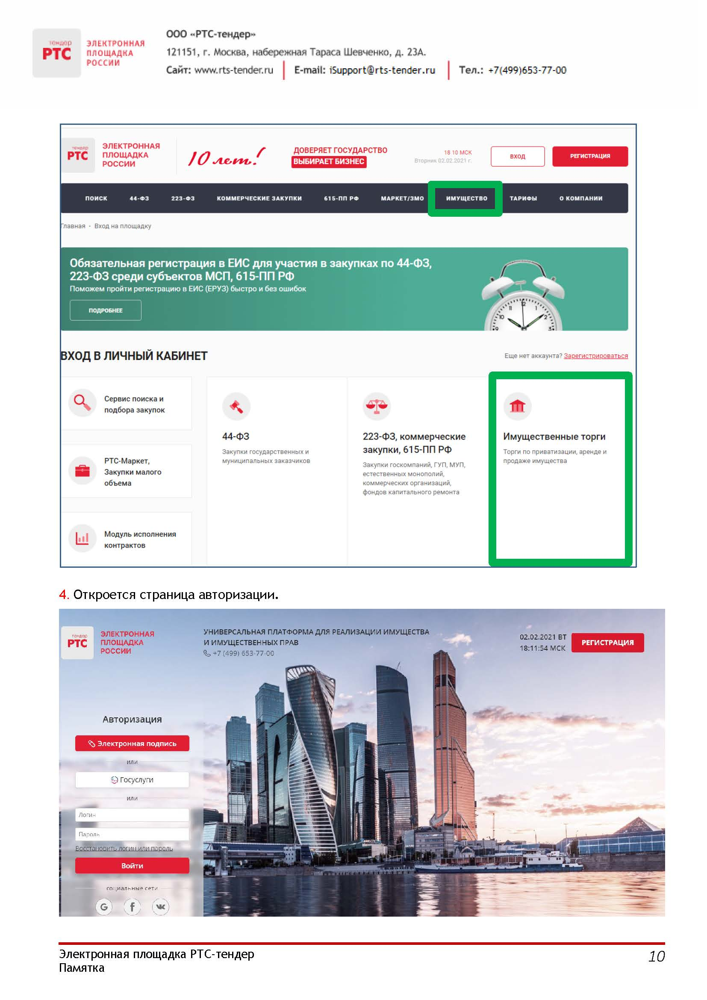 тендер
РТС
ЭЛЕКТРОННАЯ
ПЛОЩАДКА
РОССИИ
ООО «РТС-тендер»
121151, г. Москва, набережная Тараса Шевченко, д. 23А.
Сайт: www.rts-tender.ru | E-mail: iSupport@rts-tender.ru | Тел.: +7(499)653-77-00
тендер
РТС
ЭЛЕКТРОННАЯ
ПЛОЩАДКА
РОССИИ
10 лет!
ДОВЕРЯЕТ ГОСУДАРСТВО
ВЫБИРАЕТ БИЗНЕС
18 10 МСК
Вторник 02.02.2021 г.
ВХОД
РЕГИСТРАЦИЯ
ПОИСК 44-ФЗ 223-ФЗ КОММЕРЧЕСКИЕ ЗАКУПКИ 615-ПП РФ МАРКЕТ/ЗМО ИМУЩЕСТВО ТАРИФЫ О КОМПАНИИ
Главная - Вход на площадку
Обязательная регистрация в ЕИС для участия в закупках по 44-ФЗ,
223-ФЗ среди субъектов МСП, 615-ПП РФ
Поможем пройти регистрацию в ЕИС (ЕРУЗ) быстро и без ошибок
ПОДРОБНЕЕ
11 12 1
10 2
9 3
ВХОД В ЛИЧНЫЙ КАБИНЕТ
Еще нет аккаунта? Зарегистрироваться
Сервис поиска и
подбора закупок
РТС-Маркет,
Закупки малого
объема
Модуль исполнения
контрактов
44-ФЗ
Закупки государственных и
муниципальных заказчиков
223-ФЗ, коммерческие
закупки, 615-ПП РФ
Закупки госкомпаний, ГУП, МУП,
естественных монополий,
коммерческих организаций,
фондов капитального ремонта
Имущественные торги
Торги по приватизации, аренде и
продаже имущества
4. Откроется страница авторизации.
тендер
РТС
ЭЛЕКТРОННАЯ
ПЛОЩАДКА
РОССИИ
УНИВЕРСАЛЬНАЯ ПЛАТФОРМА ДЛЯ РЕАЛИЗАЦИИ ИМУЩЕСТВА
И ИМУЩЕСТВЕННЫХ ПРАВ
+7 (499) 653-77-00
02.02.2021 ВТ
18:11:54 МСК
РЕГИСТРАЦИЯ
Авторизация
Электронная подпись
или
Госуслуги
или
Логин
Пароль
Восстановить логин или пароль
Войти
социальные сети
G f
Электронная площадка РТС-тендер
Памятка
10